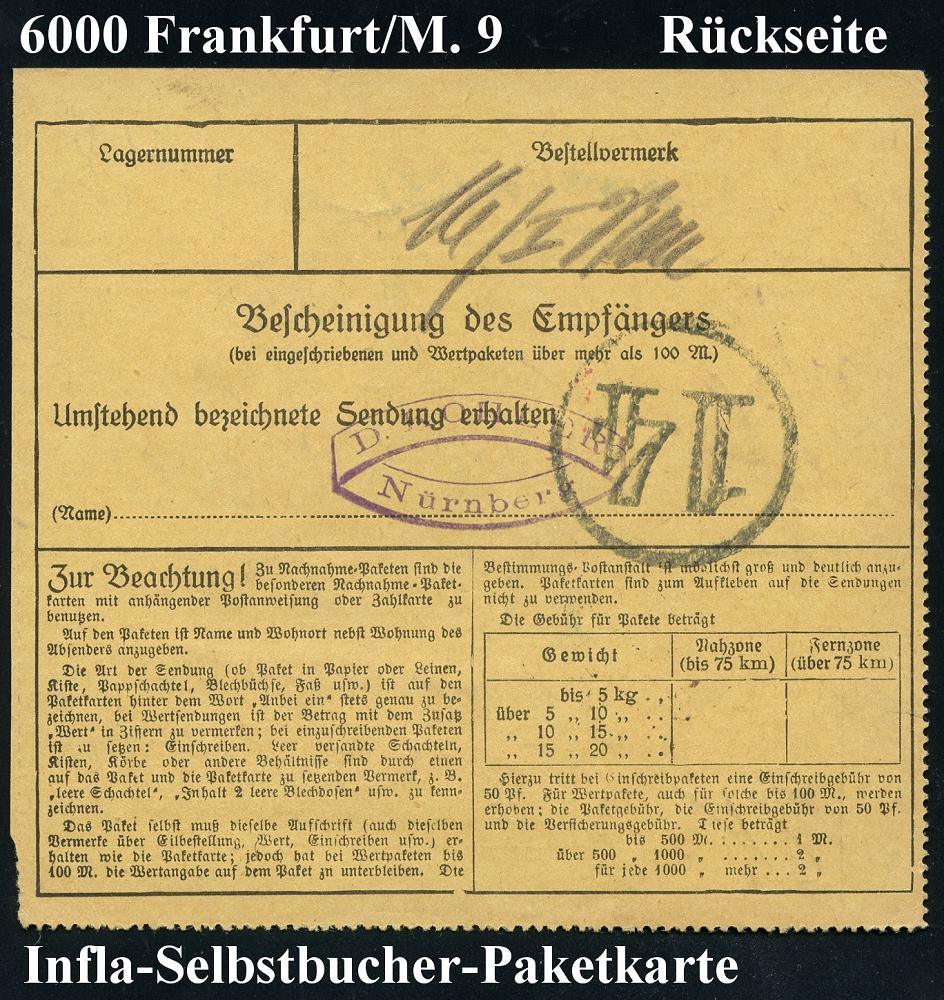 6000 Frankfurt/M. 9 Rückseite
Lagernummer
Bestellvermerk
16/I
Bescheinigung des Empfängers
(bei eingeschriebenen und Wertpaketen über mehr als 100 M.)
Umstehend bezeichnete Sendung erhalten
D.
Nürnberg
14 II
(Name)
Zur Beachtung! Zu Nachnahme-Paketen sind die
besonderen Nachnahme-Paket-
karten mit anhängender Postanweisung oder Zahlkarte zu
benutzen.
Auf den Paketen ist Name und Wohnort nebst Wohnung des
Absenders anzugeben.
Die Art der Sendung (ob Paket in Papier oder Leinen,
Kiste, Pappschachtel, Blechbüchse, Faß usw.) ist auf den
Paketkarten hinter dem Wort „Anbei ein" stets genau zu be-
zeichnen, bei Wertsendungen ist der Betrag mit dem Zusatz
„Wert" in Ziffern zu vermerken; bei einzuschreibenden Paketen
ist zu setzen: Einschreiben. Leer versandte Schachteln,
Kisten, Körbe oder andere Behältnisse sind durch einen
auf das Paket und die Paketkarte zu setzenden Vermerk, z. B.
„leere Schachtel", „Inhalt 2 leere Blechdosen" usw. zu kenn-
zeichnen.
Das Paket selbst muß dieselbe Aufschrift (auch dieselben
Vermerke über Eilbestellung, Wert, Einschreiben usw.) er-
halten wie die Paketkarte; jedoch hat bei Wertpaketen bis
100 M. die Wertangabe auf dem Paket zu unterbleiben. Die
Bestimmungs-Postanstalt ist möglichst groß und deutlich anzu-
geben. Paketkarten sind zum Aufkleben auf die Sendungen
nicht zu verwenden.
Die Gebühr für Pakete beträgt
Gewicht
Nahzone
(bis 75 km)
Fernzone
(über 75 km)
bis 5 kg . .
über 5 „ 10 „ .
„ 10 „ 15 „ .
„ 15 „ 20 „ .
Hierzu tritt bei Einschreibpaketen eine Einschreibgebühr von
50 Pf. Für Wertpakete, auch für solche bis 100 M., werden
erhoben: die Paketgebühr, die Einschreibgebühr von 50 Pf.
und die Versicherungsgebühr. Diese beträgt
bis 500 M. . . . . . . . 1 M.
über 500 „ 1000 „ . . . . . . . 2 „
für jede 1000 „ mehr . . . 2 „
Infla-Selbstbucher-Paketkarte